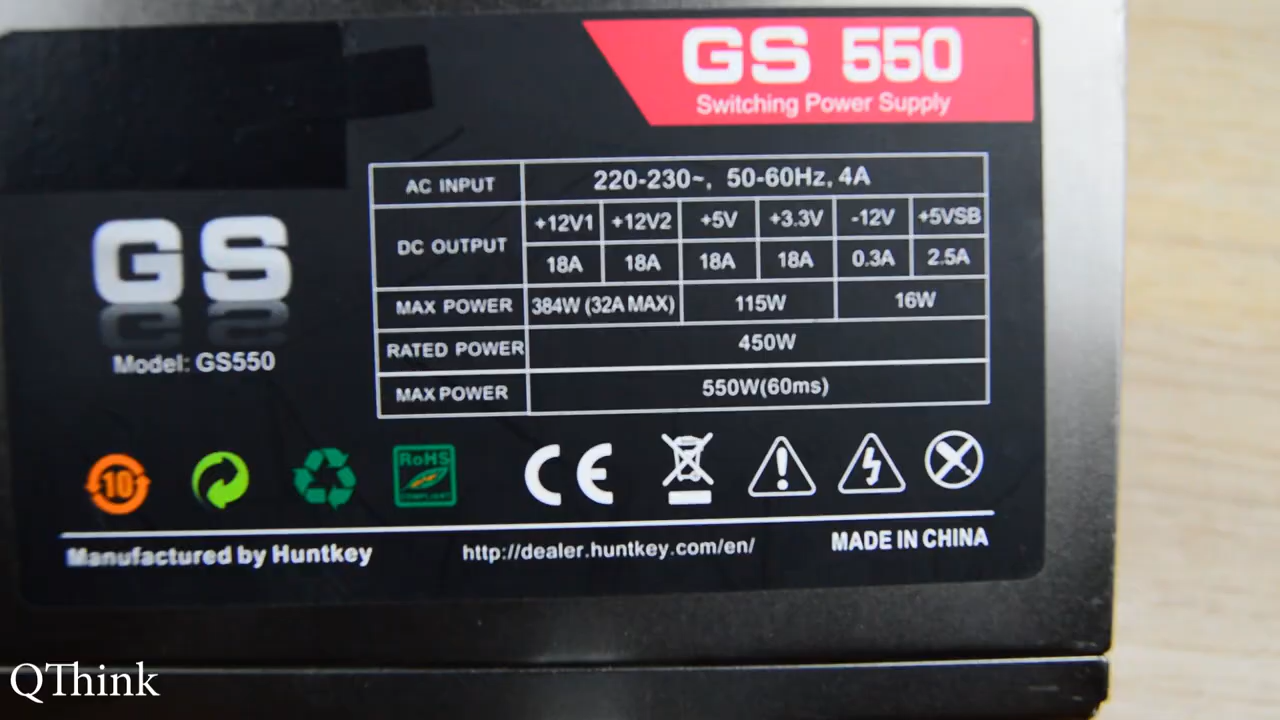 GS 550
Switching Power Supply
AC INPUT 220-230~, 50-60Hz, 4A
DC OUTPUT +12V1 +12V2 +5V +3.3V -12V +5VSB
18A 18A 18A 18A 0.3A 2.5A
MAX POWER 384W (32A MAX) 115W 16W
RATED POWER 450W
MAX POWER 550W(60ms)
GS
Model: GS550
10
RoHS
COMPLIANT
CE
Manufactured by Huntkey
http://dealer.huntkey.com/en/
MADE IN CHINA
QThink